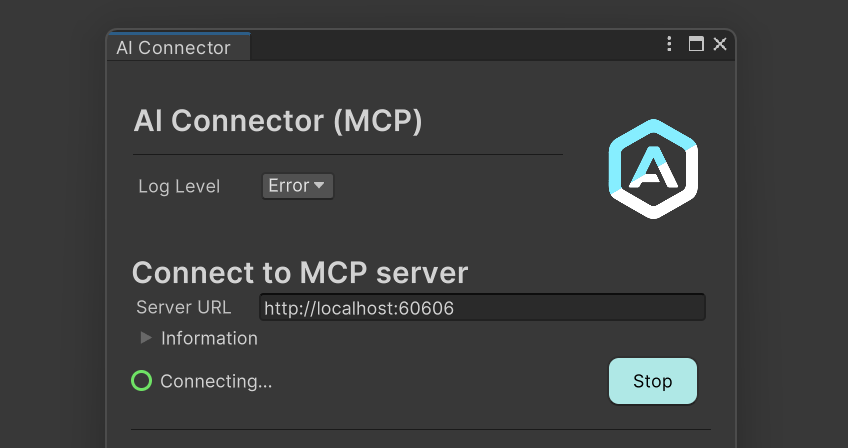 AI Connector
AI Connector (MCP)
Log Level Error
Connect to MCP server
Server URL http://localhost:60606
Information
Connecting... Stop